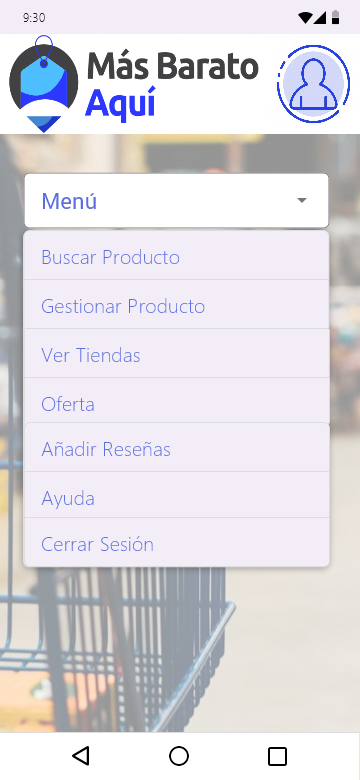 9:30
Más Barato
Aquí
Menú
Buscar Producto
Gestionar Producto
Ver Tiendas
Oferta
Añadir Reseñas
Ayuda
Cerrar Sesión